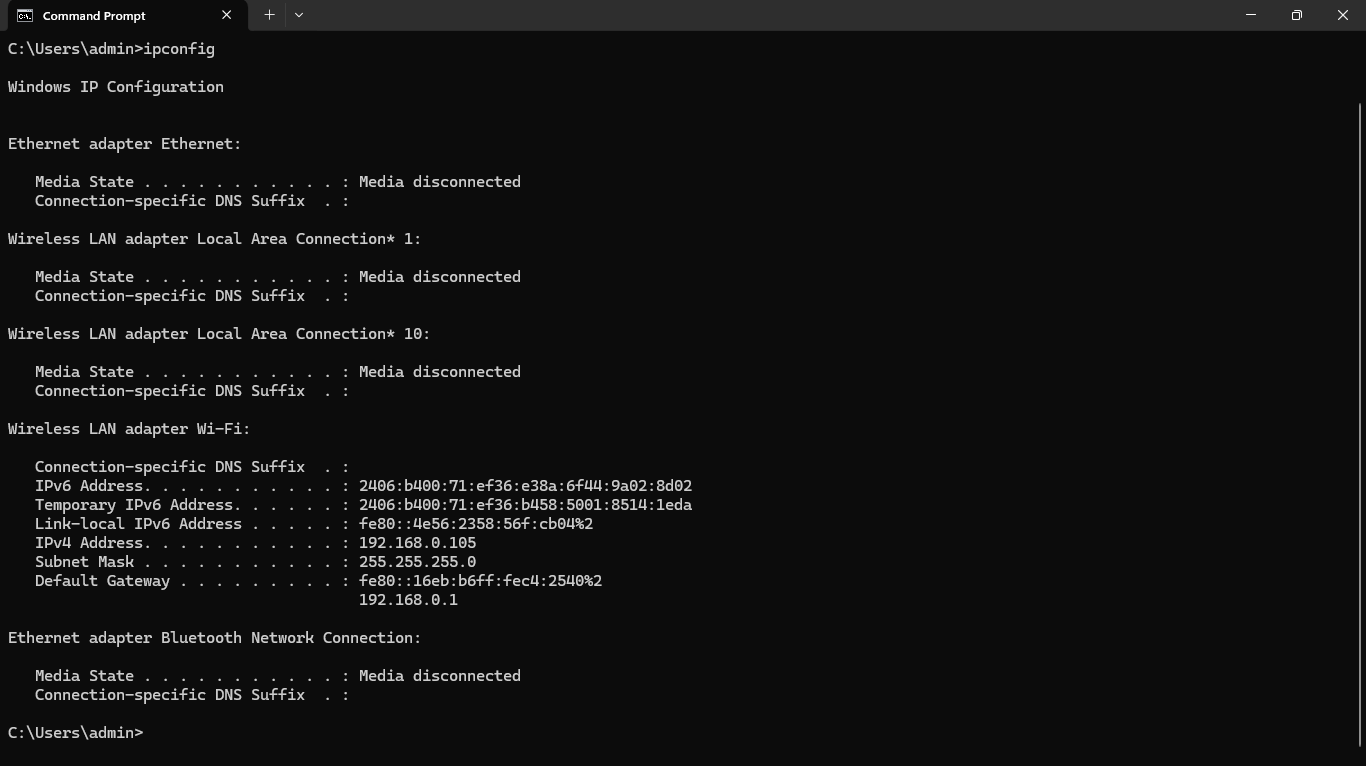 Command Prompt
C:\Users\admin>ipconfig
Windows IP Configuration
Ethernet adapter Ethernet:
   Media State . . . . . . . . . . . : Media disconnected
   Connection-specific DNS Suffix  . :
Wireless LAN adapter Local Area Connection* 1:
   Media State . . . . . . . . . . . : Media disconnected
   Connection-specific DNS Suffix  . :
Wireless LAN adapter Local Area Connection* 10:
   Media State . . . . . . . . . . . : Media disconnected
   Connection-specific DNS Suffix  . :
Wireless LAN adapter Wi-Fi:
   Connection-specific DNS Suffix  . :
   IPv6 Address. . . . . . . . . . . : 2406:b400:71:ef36:e38a:6f44:9a02:8d02
   Temporary IPv6 Address. . . . . . : 2406:b400:71:ef36:b458:5001:8514:1eda
   Link-local IPv6 Address . . . . . : fe80::4e56:2358:56f:cb04%2
   IPv4 Address. . . . . . . . . . . : 192.168.0.105
   Subnet Mask . . . . . . . . . . . : 255.255.255.0
   Default Gateway . . . . . . . . . : fe80::16eb:b6ff:fec4:2540%2
                                       192.168.0.1
Ethernet adapter Bluetooth Network Connection:
   Media State . . . . . . . . . . . : Media disconnected
   Connection-specific DNS Suffix  . :
C:\Users\admin>